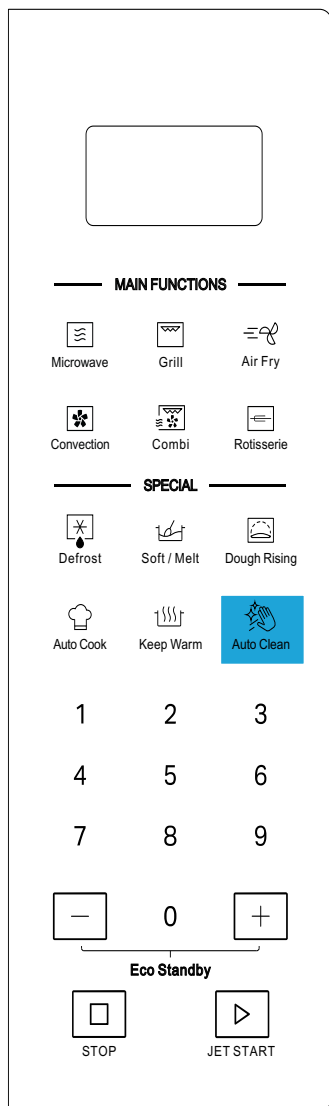 MAIN FUNCTIONS
Microwave Grill Air Fry
Convection Combi Rotisserie
SPECIAL
Defrost Soft / Melt Dough Rising
Auto Cook Keep Warm Auto Clean
1 2 3
4 5 6
7 8 9
0
Eco Standby
STOP JET START